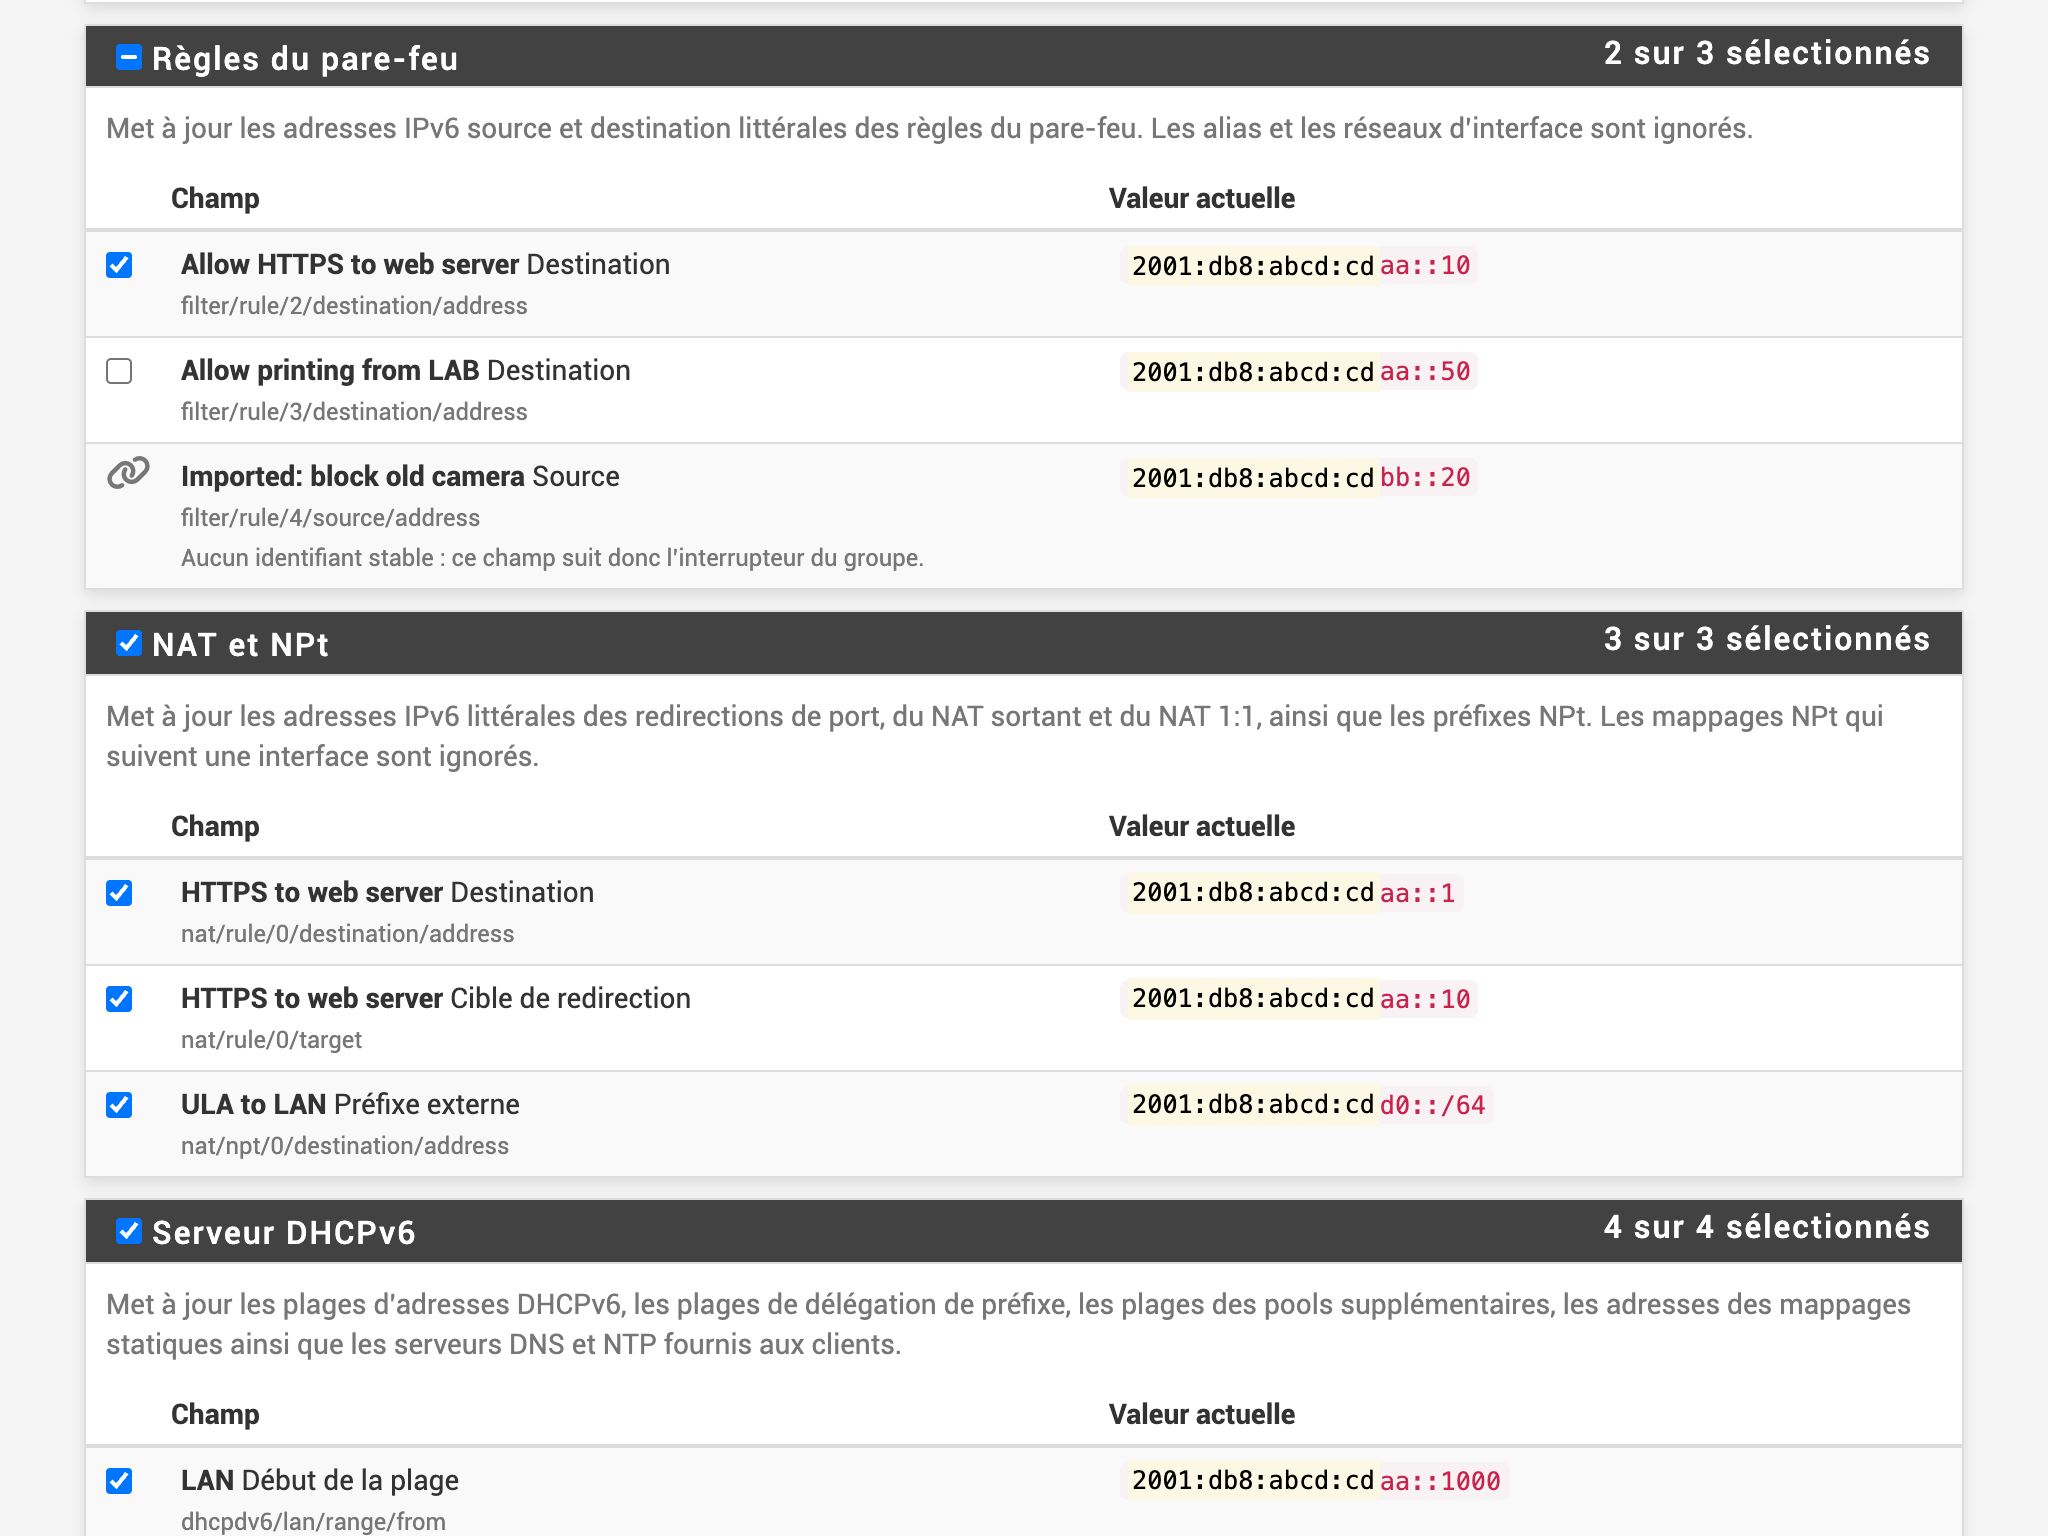 Règles du pare-feu
2 sur 3 sélectionnés
Met à jour les adresses IPv6 source et destination littérales des règles du pare-feu. Les alias et les réseaux d'interface sont ignorés.
Champ
Valeur actuelle
Allow HTTPS to web server Destination
2001:db8:abcd:cdaa::10
filter/rule/2/destination/address
Allow printing from LAB Destination
2001:db8:abcd:cdaa::50
filter/rule/3/destination/address
Imported: block old camera Source
2001:db8:abcd:cdbb::20
filter/rule/4/source/address
Aucun identifiant stable : ce champ suit donc l'interrupteur du groupe.
NAT et NPt
3 sur 3 sélectionnés
Met à jour les adresses IPv6 littérales des redirections de port, du NAT sortant et du NAT 1:1, ainsi que les préfixes NPt. Les mappages NPt qui
suivent une interface sont ignorés.
Champ
Valeur actuelle
HTTPS to web server Destination
2001:db8:abcd:cdaa::1
nat/rule/0/destination/address
HTTPS to web server Cible de redirection
2001:db8:abcd:cdaa::10
nat/rule/0/target
ULA to LAN Préfixe externe
2001:db8:abcd:cdd0::/64
nat/npt/0/destination/address
Serveur DHCPv6
4 sur 4 sélectionnés
Met à jour les plages d'adresses DHCPv6, les plages de délégation de préfixe, les plages des pools supplémentaires, les adresses des mappages
statiques ainsi que les serveurs DNS et NTP fournis aux clients.
Champ
Valeur actuelle
LAN Début de la plage
2001:db8:abcd:cdaa::1000
dhcpdv6/lan/range/from